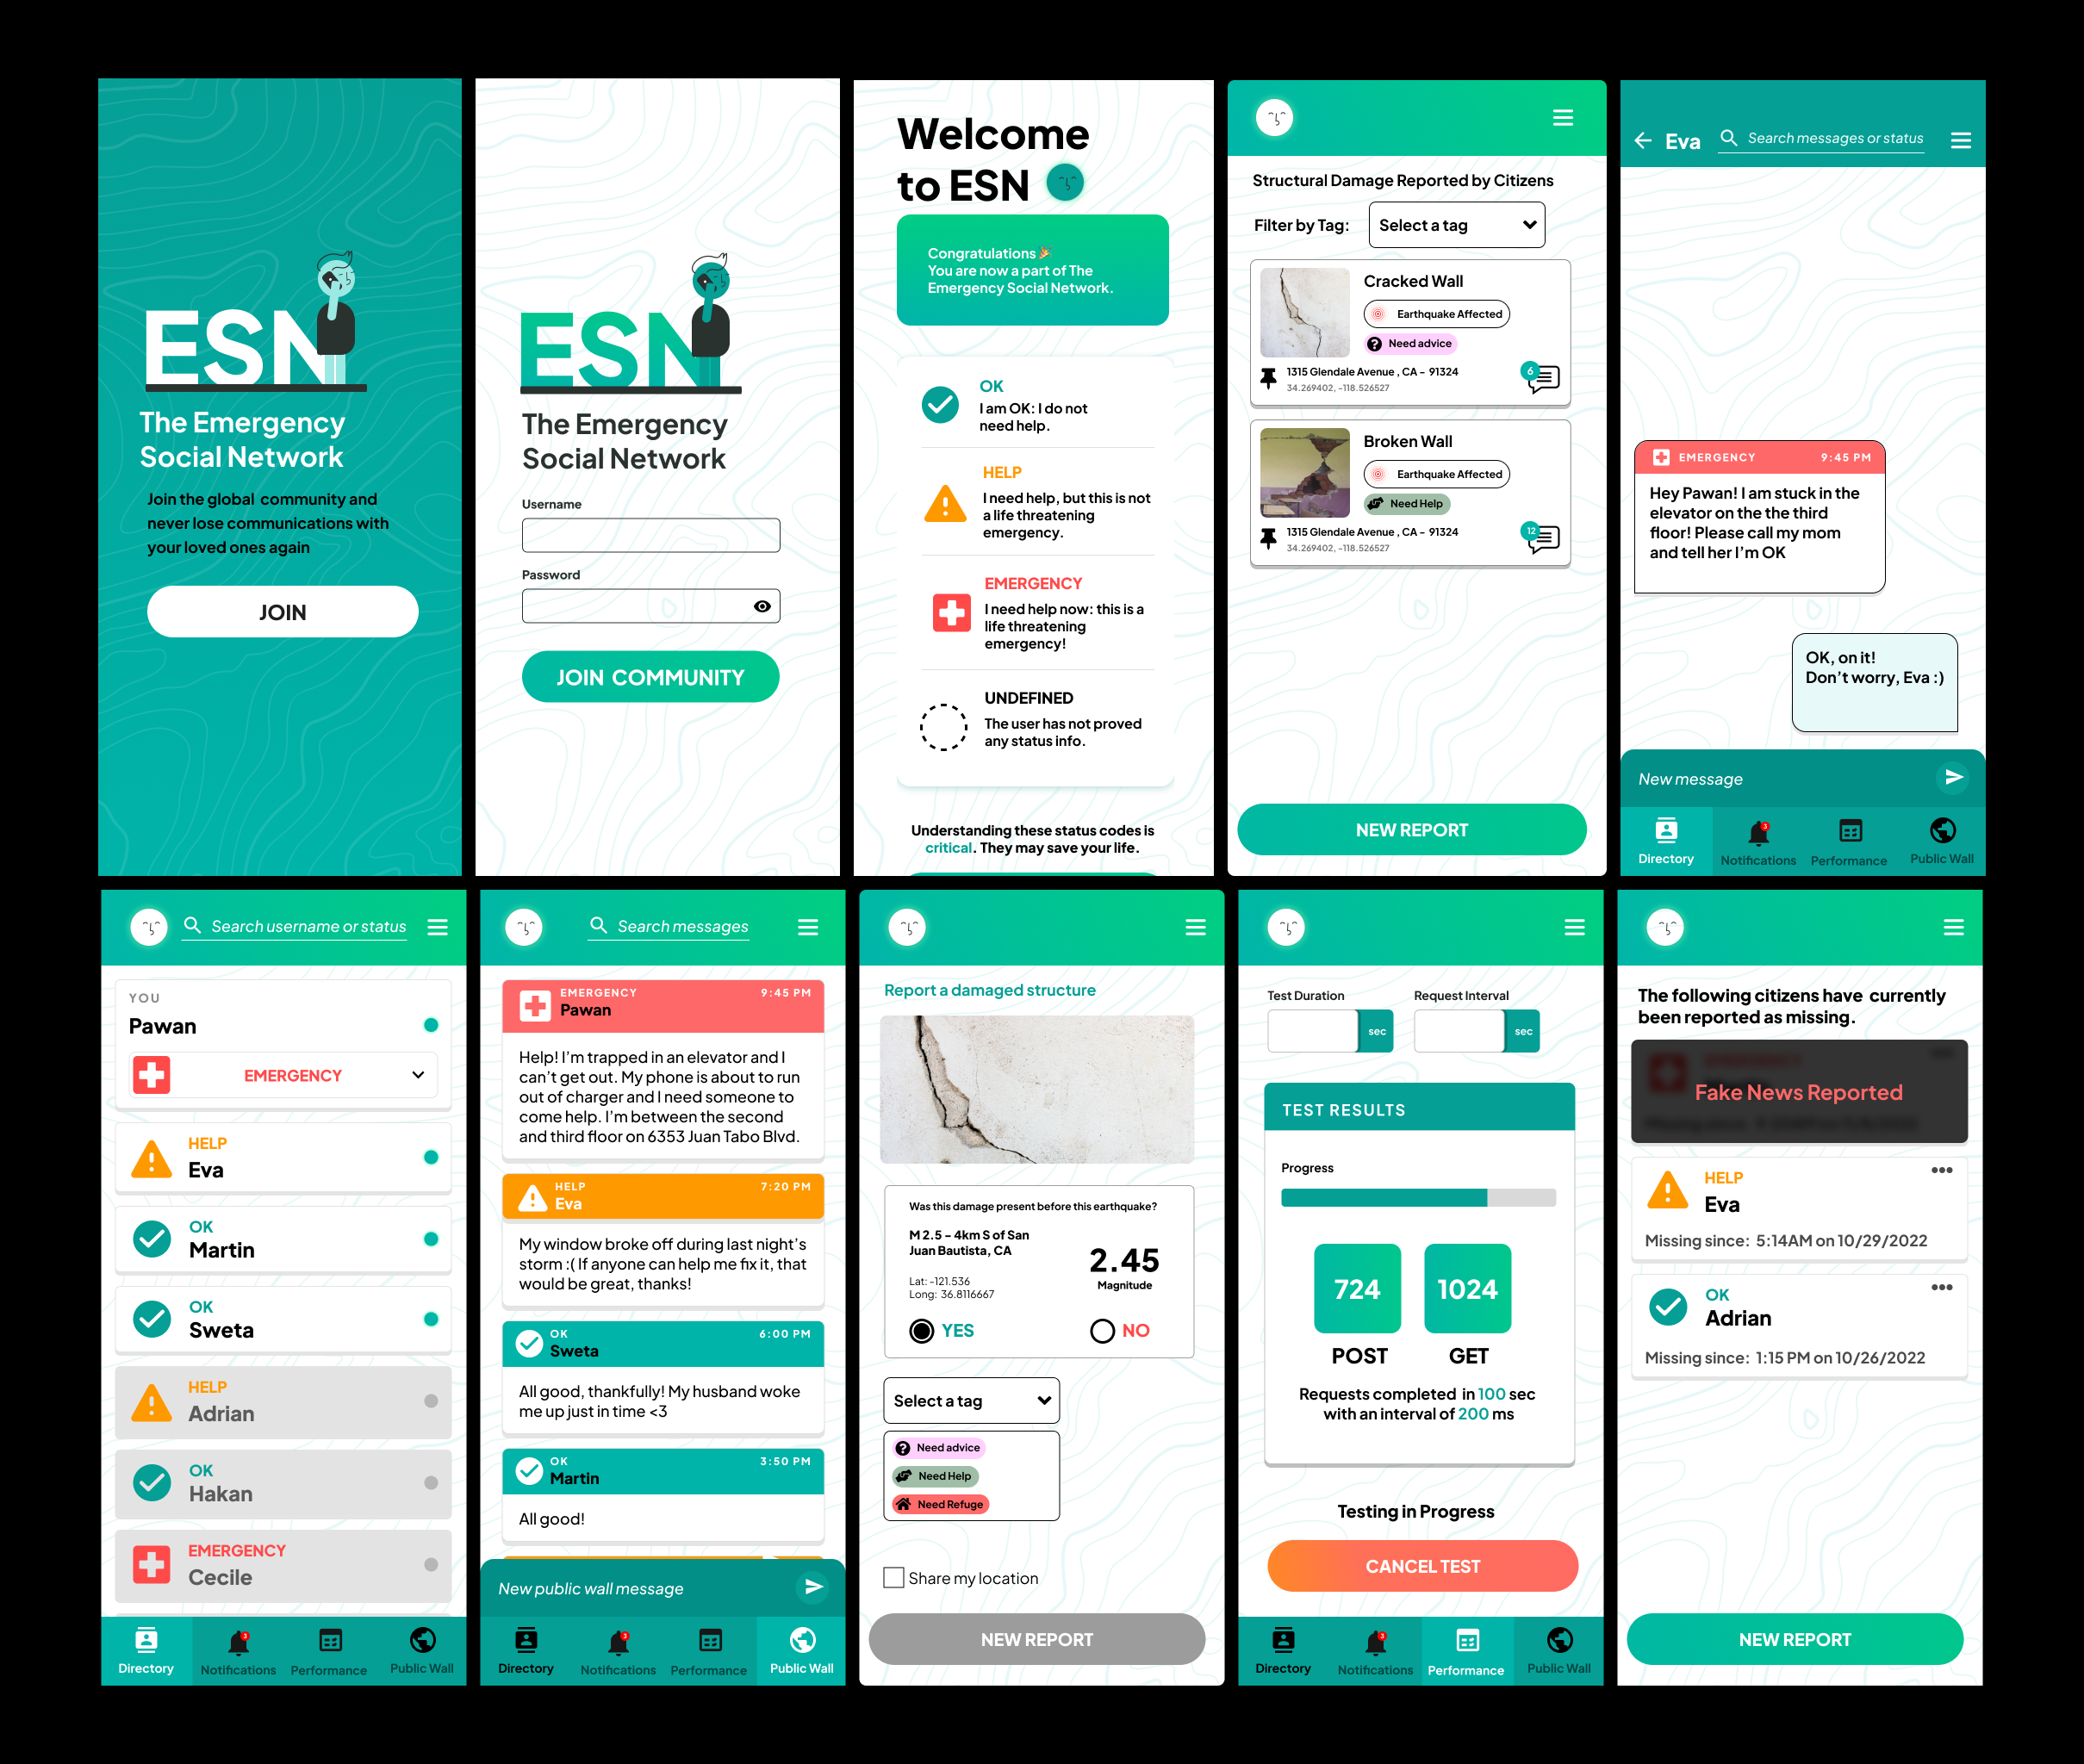 ESN
The Emergency
Social Network
Join the global community and
never lose communications with
your loved ones again
JOIN
ESN
The Emergency
Social Network
Username
Password
JOIN COMMUNITY
Welcome
to ESN
Congratulations🎉
You are now a part of The
Emergency Social Network.
OK
I am OK: I do not
need help.
HELP
I need help, but this is not
a life threatening
emergency.
EMERGENCY
I need help now: this is a
life threatening
emergency!
UNDEFINED
The user has not proved
any status info.
Understanding these status codes is
critical. They may save your life.
Structural Damage Reported by Citizens
Filter by Tag:
Select a tag
Cracked Wall
Earthquake Affected
Need advice
1315 Glendale Avenue , CA - 91324
34.269402, -118.526527
6
Broken Wall
Earthquake Affected
Need Help
1315 Glendale Avenue , CA - 91324
34.269402, -118.526527
12
NEW REPORT
Eva
Search messages or status
EMERGENCY 9:45 PM
Hey Pawan! I am stuck in the
elevator on the the third
floor! Please call my mom
and tell her I'm OK
OK, on it!
Don't worry, Eva :)
New message
3
Directory Notifications Performance Public Wall
Search username or status
YOU
Pawan
EMERGENCY
HELP
Eva
OK
Martin
OK
Sweta
HELP
Adrian
OK
Hakan
EMERGENCY
Cecile
3
Directory Notifications Performance Public Wall
Search messages
EMERGENCY 9:45 PM
Pawan
Help! I'm trapped in an elevator and I
can't get out. My phone is about to run
out of charger and I need someone to
come help. I'm between the second
and third floor on 6353 Juan Tabo Blvd.
HELP 7:20 PM
Eva
My window broke off during last night's
storm :( If anyone can help me fix it, that
would be great, thanks!
OK 6:00 PM
Sweta
All good, thankfully! My husband woke
me up just in time <3
OK 3:50 PM
Martin
All good!
New public wall message
3
Directory Notifications Performance Public Wall
Report a damaged structure
Was this damage present before this earthquake?
M 2.5 - 4km S of San
Juan Bautista, CA
Lat: -121.536
Long: 36.8116667
2.45
Magnitude
YES
NO
Select a tag
Need advice
Need Help
Need Refuge
Share my location
NEW REPORT
Test Duration
sec
Request Interval
sec
TEST RESULTS
Progress
724
1024
POST
GET
Requests completed in 100 sec
with an interval of 200 ms
Testing in Progress
CANCEL TEST
3
Directory Notifications Performance Public Wall
The following citizens have currently
been reported as missing.
Fake News Reported
HELP
Eva
Missing since: 5:14AM on 10/29/2022
OK
Adrian
Missing since: 1:15 PM on 10/26/2022
NEW REPORT